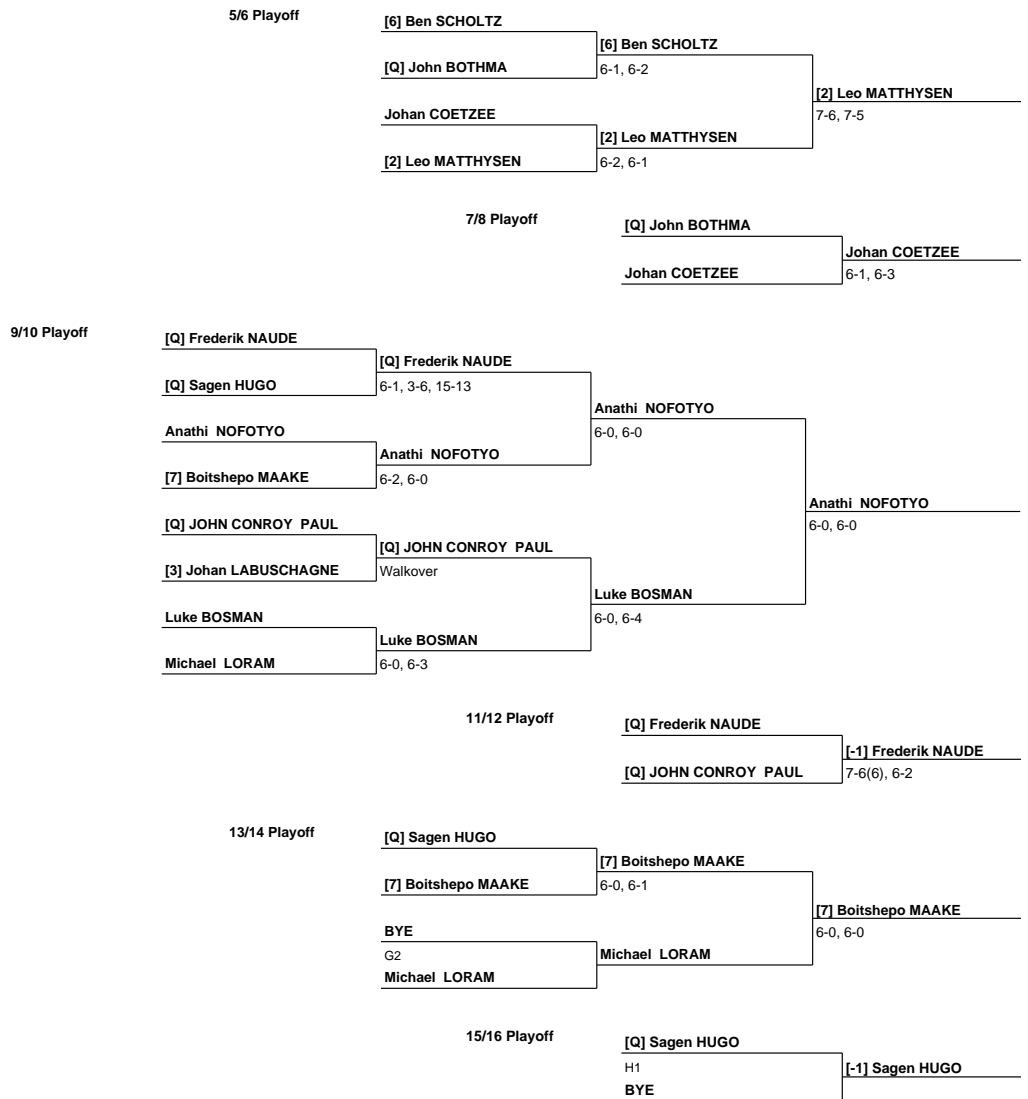 5/6 Playoff
[6] Ben SCHOLTZ
[6] Ben SCHOLTZ
[Q] John BOTHMA
6-1, 6-2
[2] Leo MATTHYSEN
Johan COETZEE
7-6, 7-5
[2] Leo MATTHYSEN
[2] Leo MATTHYSEN
6-2, 6-1
7/8 Playoff
[Q] John BOTHMA
Johan COETZEE
Johan COETZEE
6-1, 6-3
9/10 Playoff
[Q] Frederik NAUDE
[Q] Frederik NAUDE
[Q] Sagen HUGO
6-1, 3-6, 15-13
Anathi NOFOTYO
Anathi NOFOTYO
6-0, 6-0
Anathi NOFOTYO
[7] Boitshepo MAAKE
6-2, 6-0
Anathi NOFOTYO
[Q] JOHN CONROY PAUL
6-0, 6-0
[Q] JOHN CONROY PAUL
[3] Johan LABUSCHAGNE
Walkover
Luke BOSMAN
Luke BOSMAN
6-0, 6-4
Luke BOSMAN
Michael LORAM
6-0, 6-3
11/12 Playoff
[Q] Frederik NAUDE
[-1] Frederik NAUDE
[Q] JOHN CONROY PAUL
7-6(6), 6-2
13/14 Playoff
[Q] Sagen HUGO
[7] Boitshepo MAAKE
[7] Boitshepo MAAKE
6-0, 6-1
[7] Boitshepo MAAKE
BYE
6-0, 6-0
G2
Michael LORAM
Michael LORAM
15/16 Playoff
[Q] Sagen HUGO
H1
[-1] Sagen HUGO
BYE